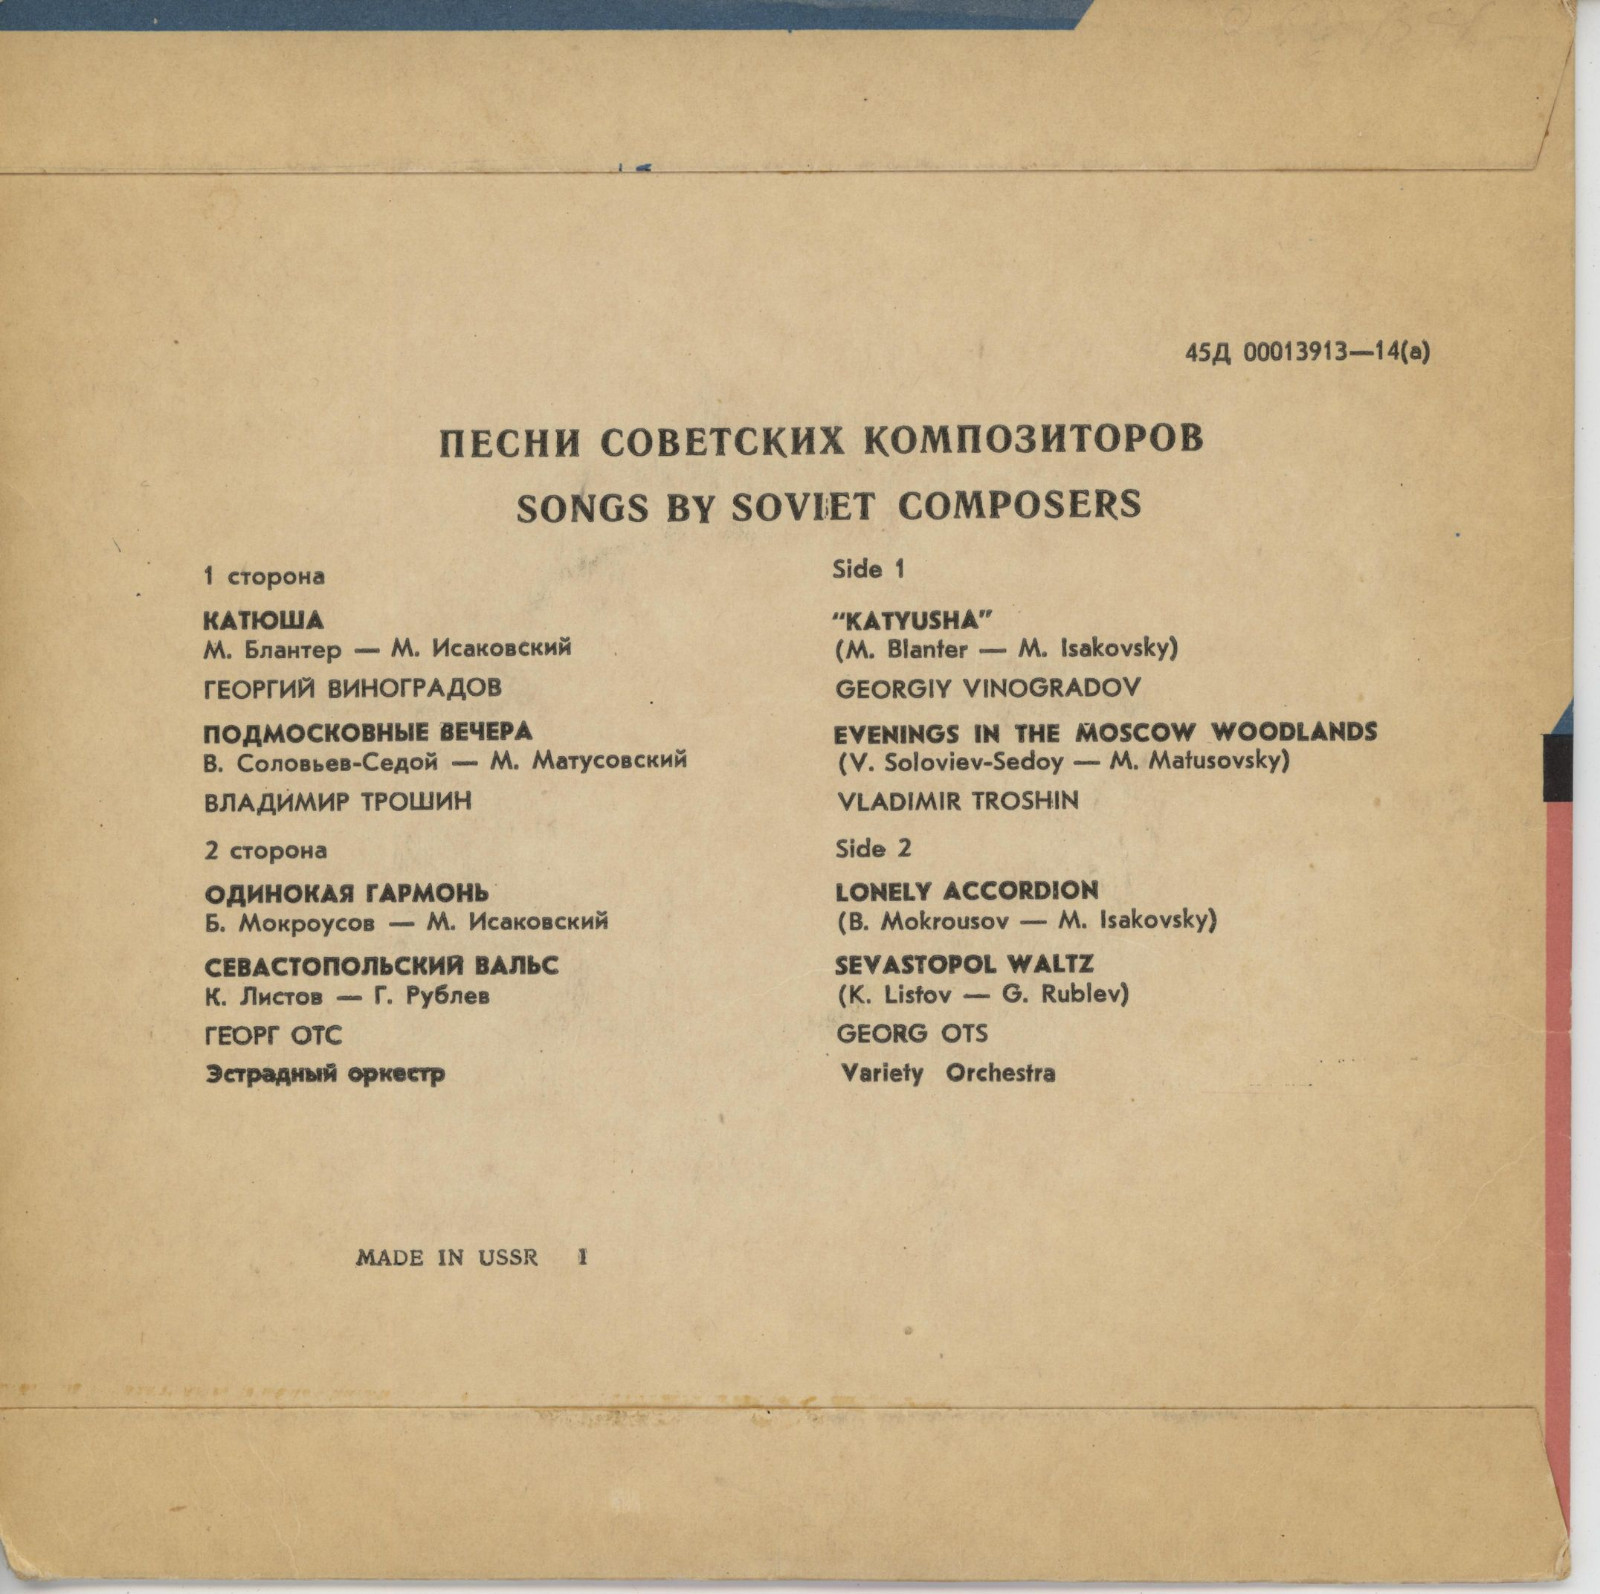 45Д 00013913—14(а)
ПЕСНИ СОВЕТСКИХ КОМПОЗИТОРОВ
SONGS BY SOVIET COMPOSERS
1 сторона
КАТЮША
М. Блантер — М. Исаковский
ГЕОРГИЙ ВИНОГРАДОВ
ПОДМОСКОВНЫЕ ВЕЧЕРА
В. Соловьев-Седой — М. Матусовский
ВЛАДИМИР ТРОШИН
2 сторона
ОДИНОКАЯ ГАРМОНЬ
Б. Мокроусов — М. Исаковский
СЕВАСТОПОЛЬСКИЙ ВАЛЬС
К. Листов — Г. Рублев
ГЕОРГ ОТС
Эстрадный оркестр
Side 1
“KATYUSHA”
(M. Blanter — M. Isakovsky)
GEORGIY VINOGRADOV
EVENINGS IN THE MOSCOW WOODLANDS
(V. Soloviev-Sedoy — M. Matusovsky)
VLADIMIR TROSHIN
Side 2
LONELY ACCORDION
(B. Mokrousov — M. Isakovsky)
SEVASTOPOL WALTZ
(K. Listov — G. Rublev)
GEORG OTS
Variety Orchestra
MADE IN USSR 1